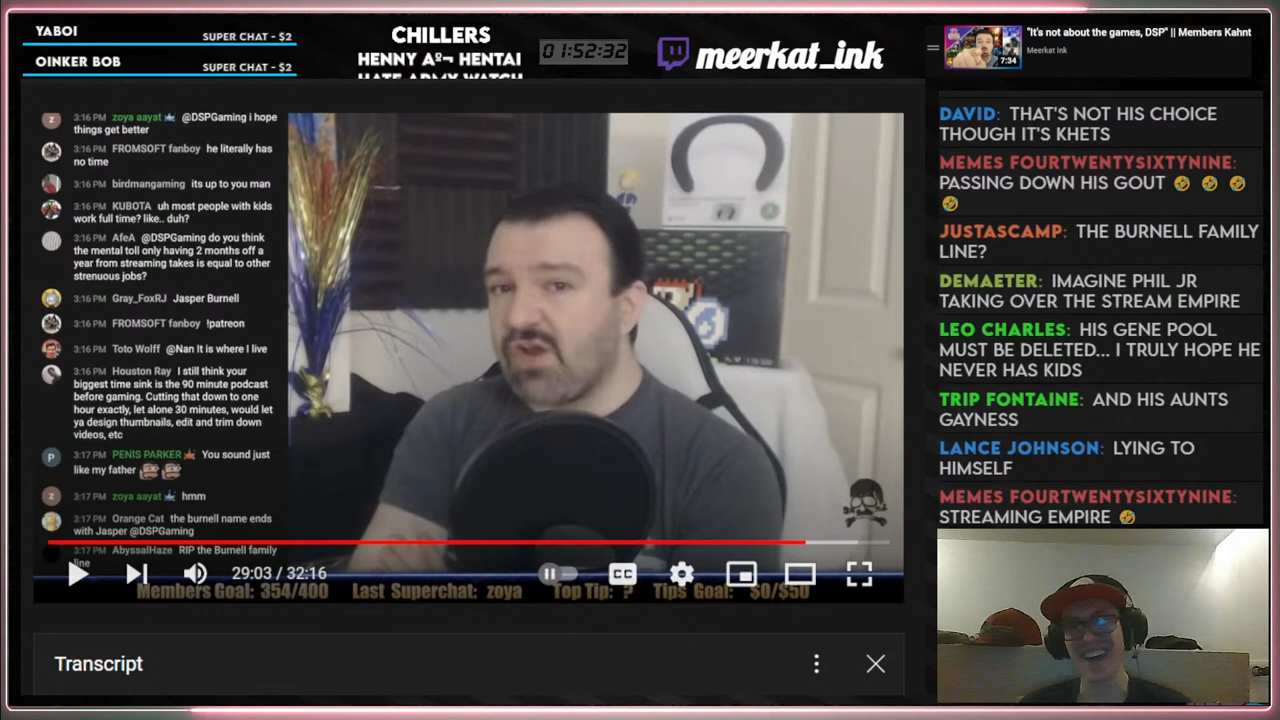 YABOI
SUPER CHAT - $2
OINKER BOB
SUPER CHAT - $2
CHILLERS
HENNY Aº¬ HENTAI
HATE ARMY WATCH
01:52:32
meerkat_ink
"It's not about the games, DSP" || Members Kahnt
Meerkat Ink
7:34
3:16 PM zoya aayat @DSPGaming i hope
things get better
3:16 PM FROMSOFT fanboy he literally has
no time
3:16 PM birdmangaming its up to you man
3:16 PM KUBOTA uh most people with kids
work full time? like.. duh?
3:16 PM AfeA @DSPGaming do you think
the mental toll only having 2 months off a
year from streaming takes is equal to other
strenuous jobs?
3:16 PM Gray_FoxRJ Jasper Burnell
3:16 PM FROMSOFT fanboy !patreon
3:16 PM Toto Wolff @Nan It is where I live
3:16 PM Houston Ray I still think your
biggest time sink is the 90 minute podcast
before gaming. Cutting that down to one
hour exactly, let alone 30 minutes, would let
ya design thumbnails, edit and trim down
videos, etc
3:17 PM PENIS PARKER You sound just
like my father
3:17 PM zoya aayat hmm
3:17 PM Orange Cat the burnell name ends
with Jasper @DSPGaming
3:17 PM AbyssalHaze RIP the Burnell family
line
29:03 / 32:16
CC
Members Goal: 354/400 Last Superchat: zoya Top Tip: ? Tips Goal: $0/$50
Transcript
DAVID: THAT'S NOT HIS CHOICE
THOUGH IT'S KHETS
MEMES FOURTWENTYSIXTYNINE:
PASSING DOWN HIS GOUT 🤣 🤣 🤣
🤣
JUSTASCAMP: THE BURNELL FAMILY
LINE?
DEMAETER: IMAGINE PHIL JR
TAKING OVER THE STREAM EMPIRE
LEO CHARLES: HIS GENE POOL
MUST BE DELETED... I TRULY HOPE HE
NEVER HAS KIDS
TRIP FONTAINE: AND HIS AUNTS
GAYNESS
LANCE JOHNSON: LYING TO
HIMSELF
MEMES FOURTWENTYSIXTYNINE:
STREAMING EMPIRE 🤣